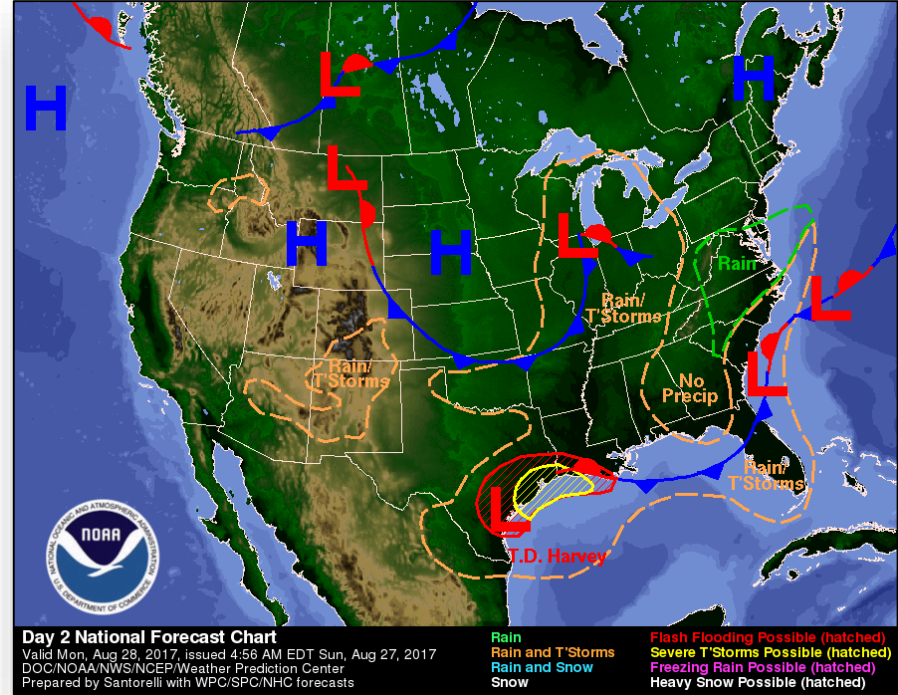 H
L
H
L
H
H
L
Rain
L
Rain/
T'Storms
L
Rain/
T'Storms
No
Precip
Rain/
T'Storms
L
T.D. Harvey
NATIONAL OCEANIC AND ATMOSPHERIC ADMINISTRATION
NOAA
U.S. DEPARTMENT OF COMMERCE
Day 2 National Forecast Chart
Valid Mon, Aug 28, 2017, issued 4:56 AM EDT Sun, Aug 27, 2017
DOC/NOAA/NWS/NCEP/Weather Prediction Center
Prepared by Santorelli with WPC/SPC/NHC forecasts
Rain
Rain and T'Storms
Rain and Snow
Snow
Flash Flooding Possible (hatched)
Severe T'Storms Possible (hatched)
Freezing Rain Possible (hatched)
Heavy Snow Possible (hatched)